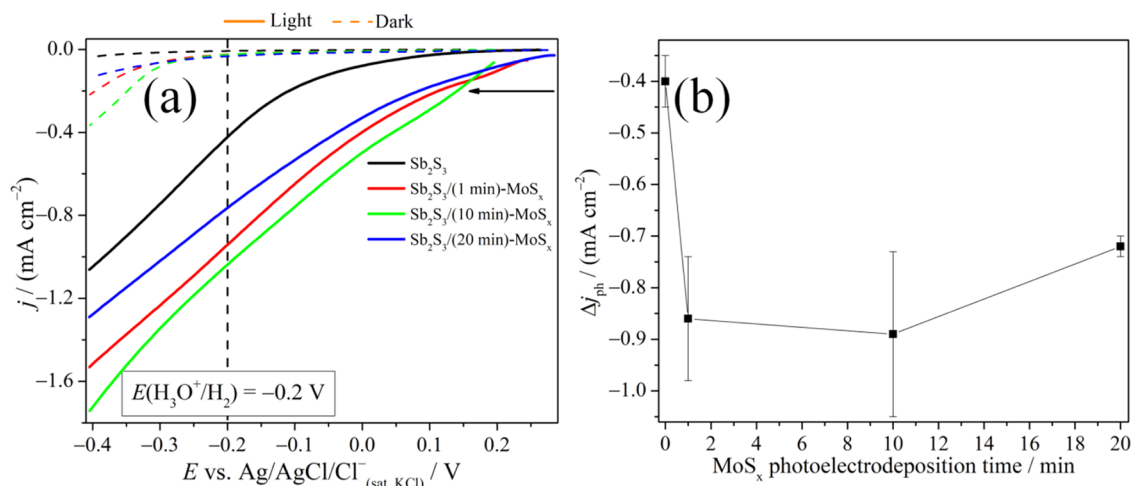 Light Dark
(a)
0.0
−0.4
−0.8
−1.2
−1.6
j / (mA cm⁻²)
Sb₂S₃
Sb₂S₃/(1 min)-MoSₓ
Sb₂S₃/(10 min)-MoSₓ
Sb₂S₃/(20 min)-MoSₓ
E(H₃O⁺/H₂) = −0.2 V
−0.4 −0.3 −0.2 −0.1 0.0 0.1 0.2
E vs. Ag/AgCl/Cl⁻(sat. KCl) / V
(b)
−0.4
−0.5
−0.6
−0.7
−0.8
−0.9
−1.0
Δjph / (mA cm⁻²)
0 2 4 6 8 10 12 14 16 18 20
MoSₓ photoelectrodeposition time / min